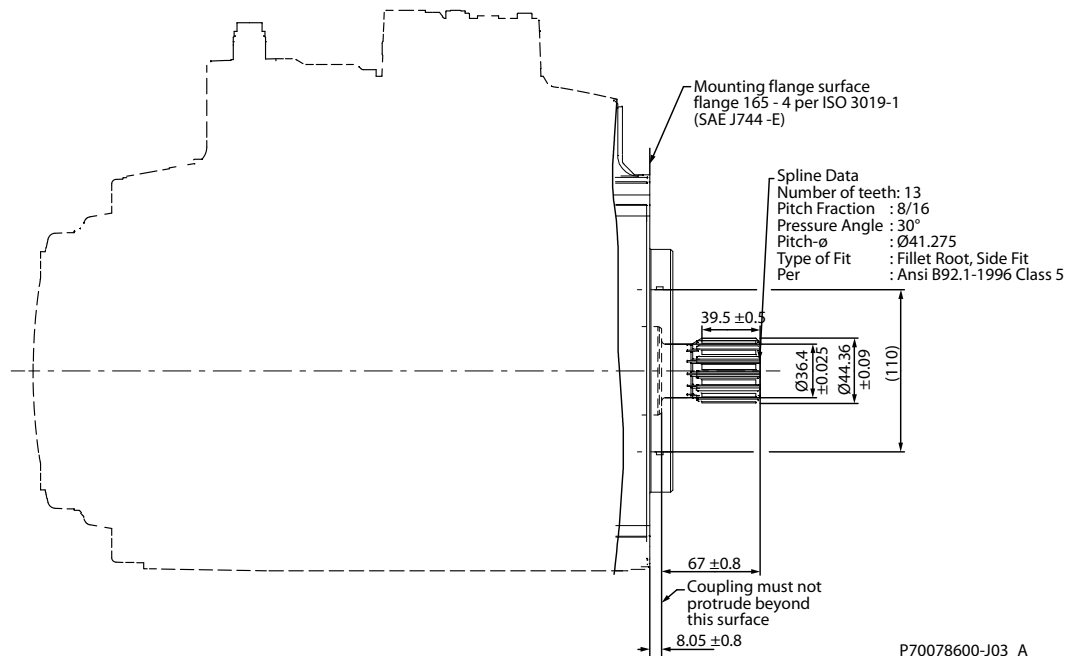 Mounting flange surface
flange 165 - 4 per ISO 3019-1
(SAE J744 -E)
Spline Data
Number of teeth: 13
Pitch Fraction : 8/16
Pressure Angle : 30°
Pitch-ø : Ø41.275
Type of Fit : Fillet Root, Side Fit
Per : Ansi B92.1-1996 Class 5
39.5 ±0.5
Ø36.4
±0.025
Ø44.36
±0.09
(110)
67 ±0.8
Coupling must not
protrude beyond
this surface
8.05 ±0.8
P70078600-J03 A